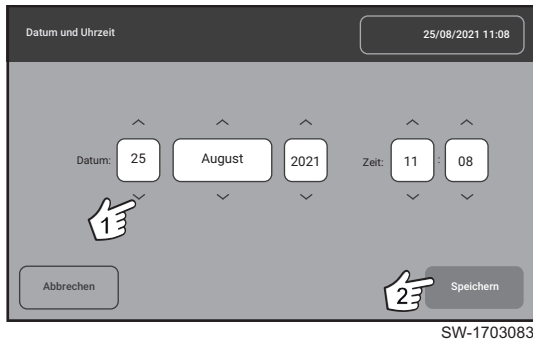 Datum und Uhrzeit 25/08/2021 11:08
Datum: 25 August 2021 Zeit: 11 : 08
1
Abbrechen 2 Speichern
SW-1703083